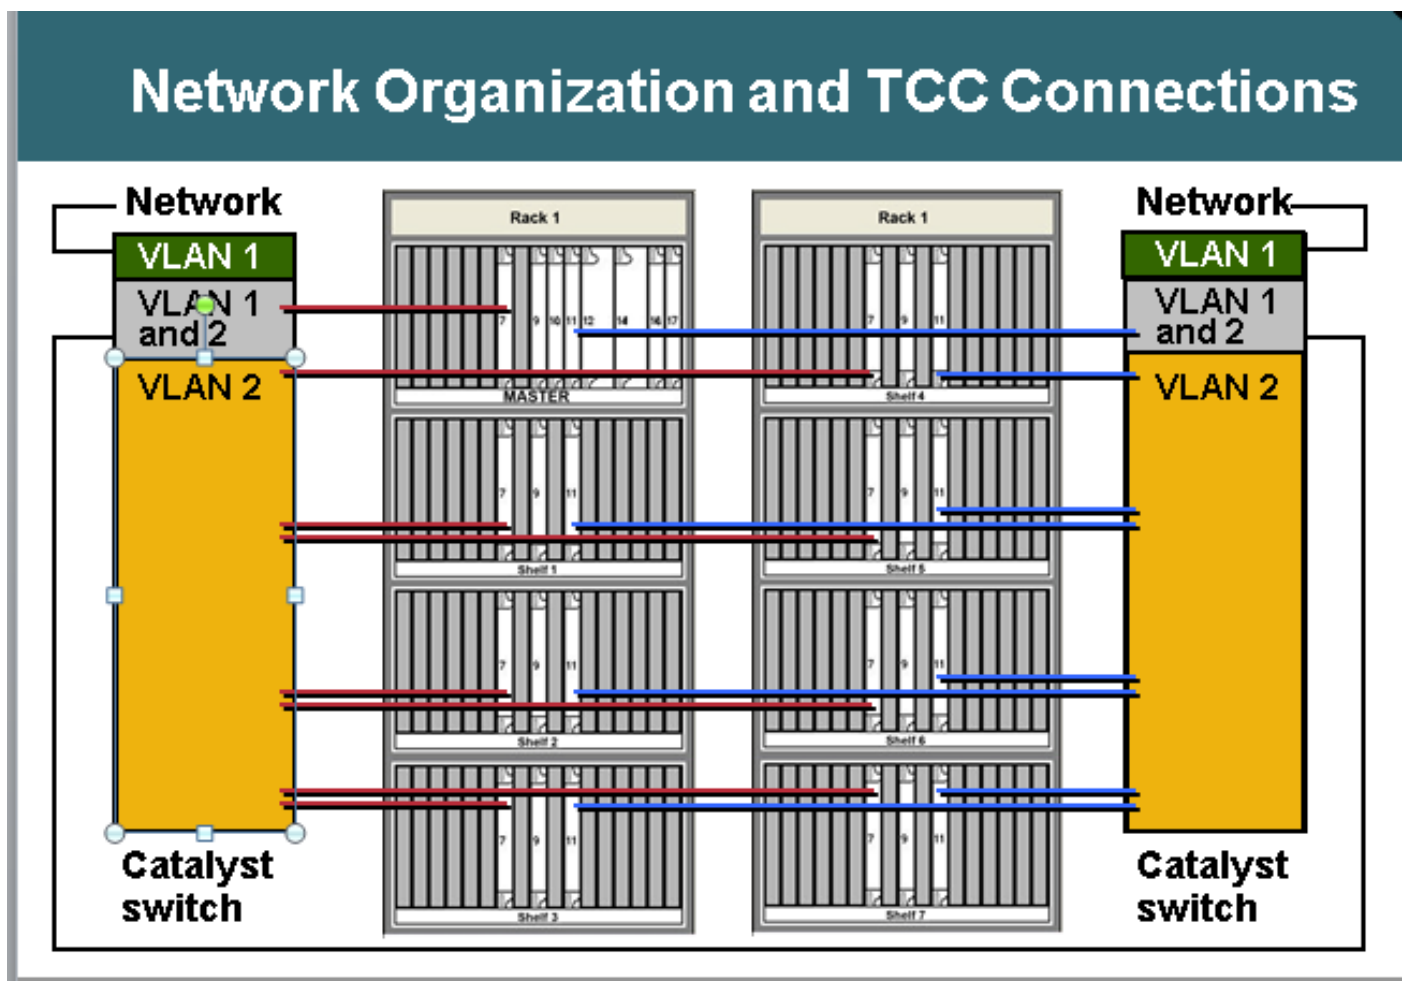 Network Organization and TCC Connections
Network
VLAN 1
VLAN 1
and 2
VLAN 2
Catalyst
switch
Rack 1
7 9 10 11 12 14 16 17
MASTER
7 9 11
Shelf 1
7 9 11
Shelf 2
7 9 11
Shelf 3
Rack 1
7 9 11
Shelf 4
7 9 11
Shelf 5
7 9 11
Shelf 6
7 9 11
Shelf 7
Network
VLAN 1
VLAN 1
and 2
VLAN 2
Catalyst
switch